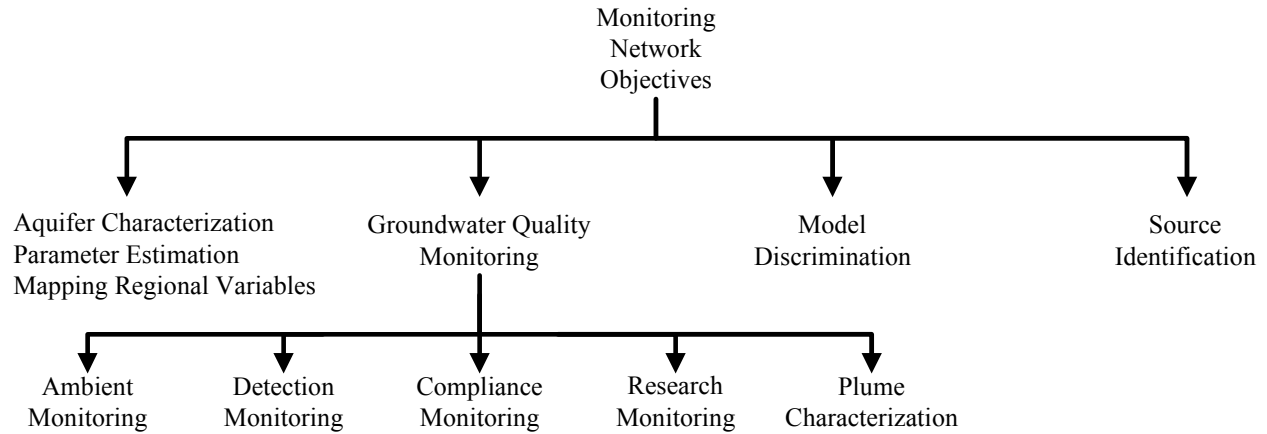 Monitoring
Network
Objectives
Aquifer Characterization
Parameter Estimation
Mapping Regional Variables
Groundwater Quality
Monitoring
Model
Discrimination
Source
Identification
Ambient
Monitoring
Detection
Monitoring
Compliance
Monitoring
Research
Monitoring
Plume
Characterization